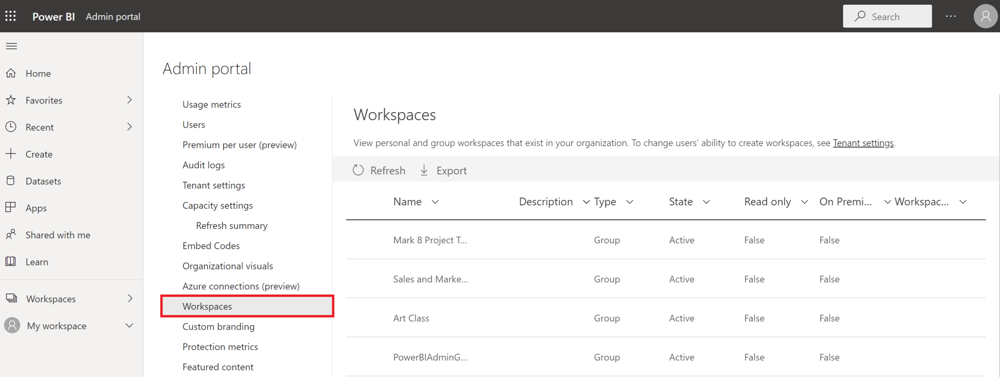 Power BI Admin portal Search
Home
Favorites
Recent
Create
Datasets
Apps
Shared with me
Learn
Workspaces
My workspace
Admin portal
Usage metrics
Users
Premium per user (preview)
Audit logs
Tenant settings
Capacity settings
Refresh summary
Embed Codes
Organizational visuals
Azure connections (preview)
Workspaces
Custom branding
Protection metrics
Featured content
Workspaces
View personal and group workspaces that exist in your organization. To change users' ability to create workspaces, see Tenant settings.
Refresh Export
Name Description Type State Read only On Premi... Workspac...
Mark 8 Project T... Group Active False False
Sales and Marke... Group Active False False
Art Class Group Active False False
PowerBIAdminG... Group Active False False